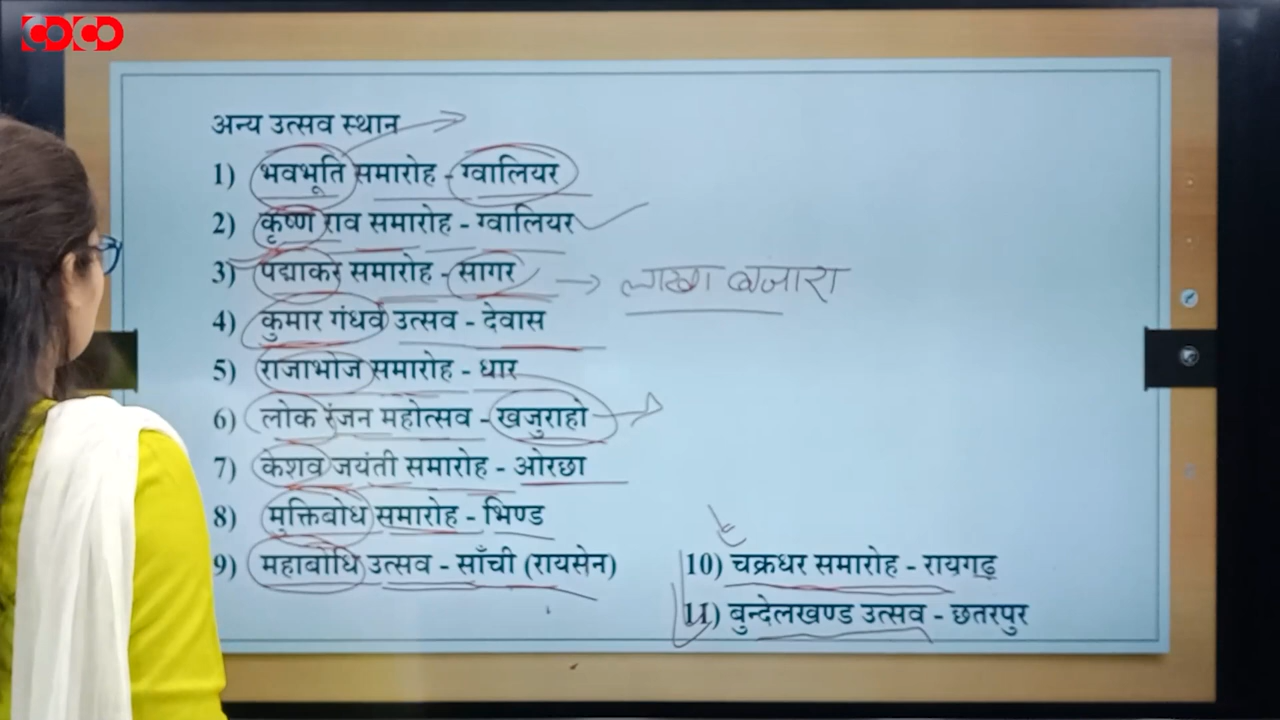 COCO
अन्य उत्सव स्थान
1) भवभूति समारोह - ग्वालियर
2) कृष्ण राव समारोह - ग्वालियर
3) पद्माकर समारोह - सागर → लाखा बंजारा
4) कुमार गंधर्व उत्सव - देवास
5) राजाभोज समारोह - धार
6) लोक रंजन महोत्सव - खजुराहो
7) केशव जयंती समारोह - ओरछा
8) मुक्तिबोध समारोह - भिण्ड
9) महाबोधि उत्सव - साँची (रायसेन)
10) चक्रधर समारोह - रायगढ़
11) बुन्देलखण्ड उत्सव - छतरपुर